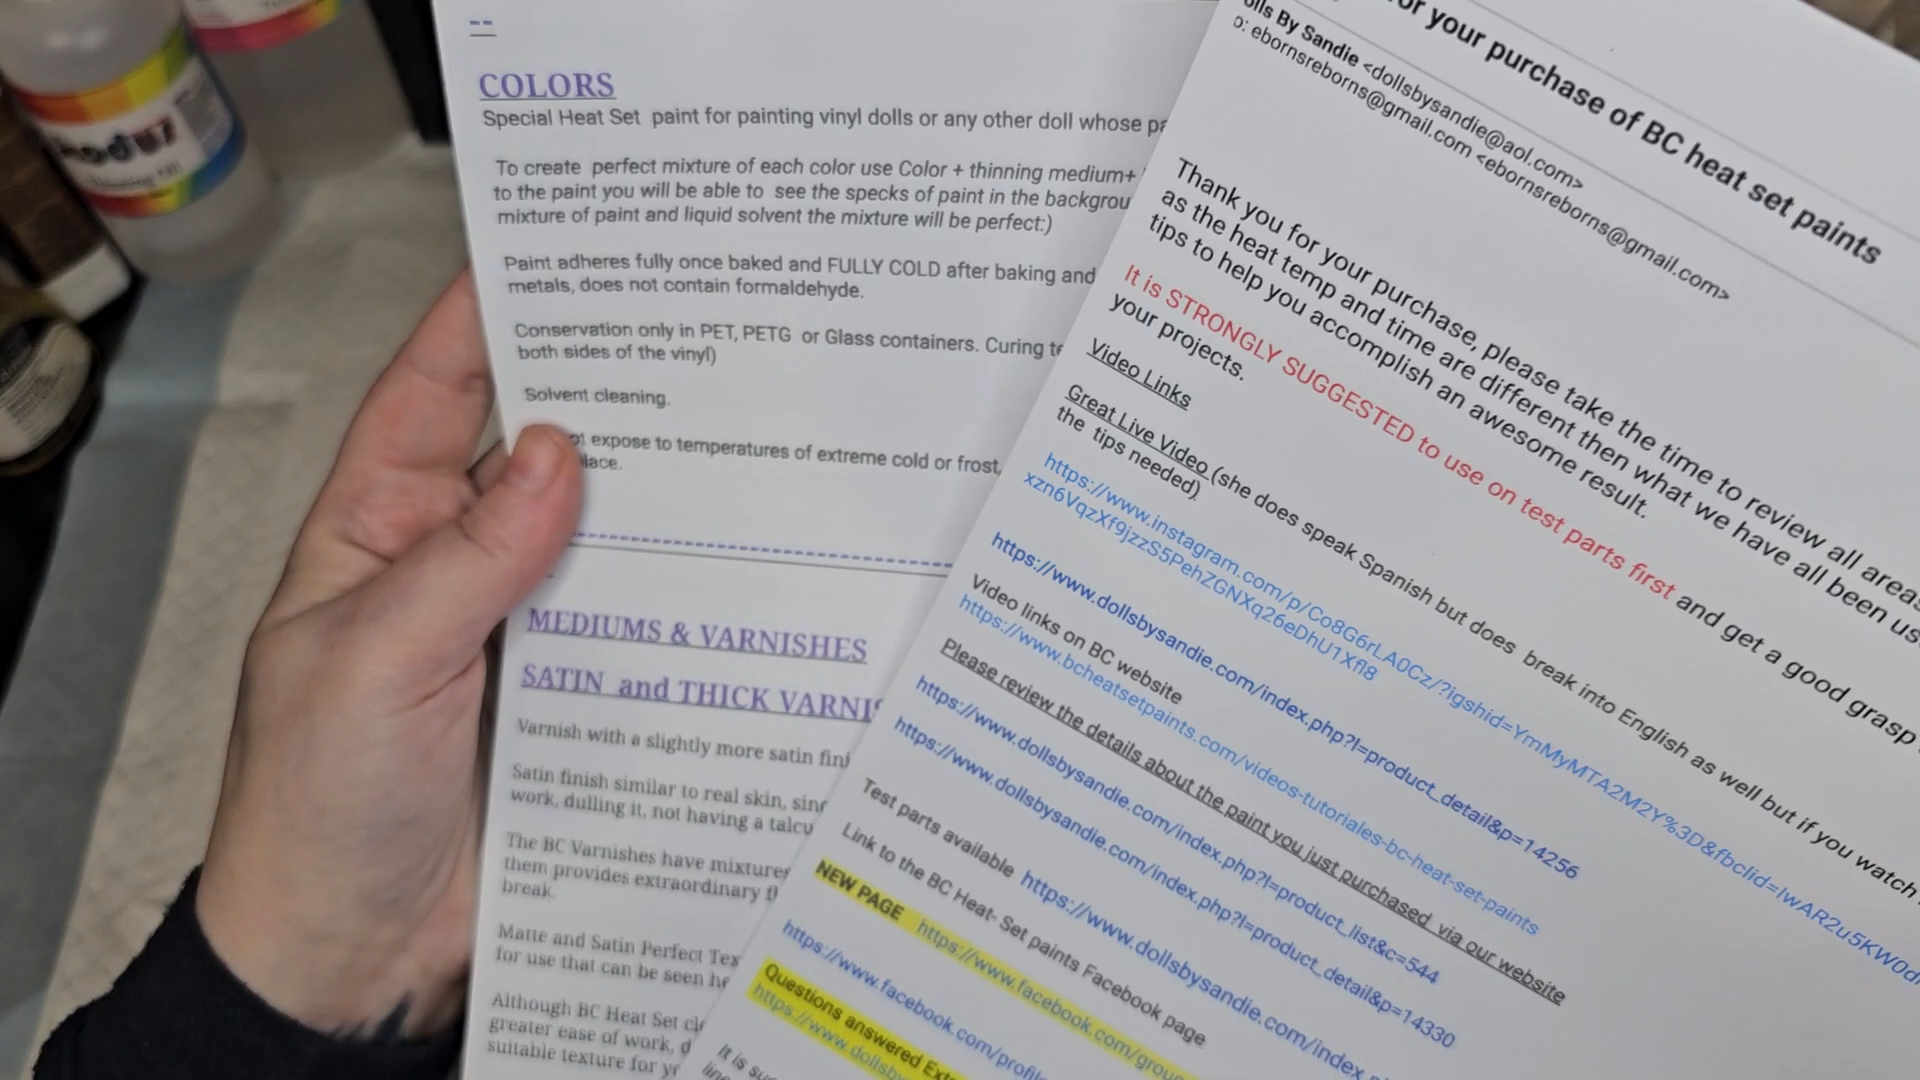 --
COLORS
Special Heat Set paint for painting vinyl dolls or any other doll whose pa
To create perfect mixture of each color use Color + thinning medium+
to the paint you will be able to see the specks of paint in the backgrou
mixture of paint and liquid solvent the mixture will be perfect:)
Paint adheres fully once baked and FULLY COLD after baking and
metals, does not contain formaldehyde.
Conservation only in PET, PETG or Glass containers. Curing te
both sides of the vinyl)
Solvent cleaning.
expose to temperatures of extreme cold or frost,
MEDIUMS & VARNISHES
SATIN and THICK VARNI
Varnish with a slightly more satin fini
Satin finish similar to real skin, sinc
work, dulling it, not having a talcu
The BC Varnishes have mixtures
them provides extraordinary fl
break.
Matte and Satin Perfect Tex
for use that can be seen he
Although BC Heat Set cle
greater ease of work, d
suitable texture for yo
or your purchase of BC heat set paints
olls By Sandie <dollsbysandie@aol.com>
o: ebornsreborns@gmail.com <ebornsreborns@gmail.com>
Thank you for your purchase, please take the time to review all areas
as the heat temp and time are different then what we have all been us
tips to help you accomplish an awesome result.
It is STRONGLY SUGGESTED to use on test parts first and get a good grasp
your projects.
Video Links
Great Live Video (she does speak Spanish but does break into English as well but if you watch
the tips needed)
https://www.instagram.com/p/Co8G6rLA0Cz/?igshid=YmMyMTA2M2Y%3D&fbclid=IwAR2u5KW0d
xzn6VqzXf9jzzS5PehZGNXq26eDhU1Xfl8
https://www.dollsbysandie.com/index.php?l=product_detail&p=14256
Video links on BC website
https://www.bcheatsetpaints.com/videos-tutoriales-bc-heat-set-paints
Please review the details about the paint you just purchased via our website
https://www.dollsbysandie.com/index.php?l=product_list&c=544
https://www.dollsbysandie.com/index.php?l=product_detail&p=14330
Test parts available https://www.dollsbysandie.com/index.p
Link to the BC Heat- Set paints Facebook page
NEW PAGE https://www.facebook.com/grou
https://www.facebook.com/profil
Questions answered Ext
https://www.dollsby
It is su